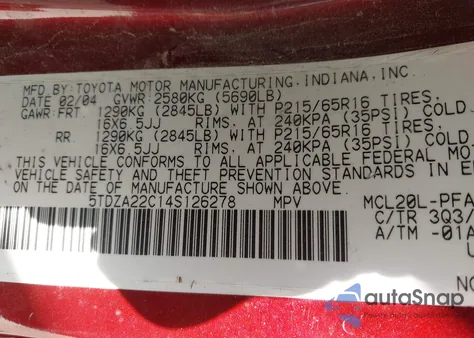 MFD.BY:TOYOTA MOTOR MANUFACTURING,INDIANA,INC.
DATE 02/04 GVWR:2580KG (5690LB)
GAWR:FRT 1290KG (2845LB) WITH P215/65R16 TIRES,
16X6.5JJ RIMS. AT 240KPA (35PSI) COLD.
RR 1290KG (2845LB) WITH P215/65R16 TIRES,
16X6.5JJ RIMS. AT 240KPA (35PSI) COLD
THIS VEHICLE CONFORMS TO ALL APPLICABLE FEDERAL MOTOR
VEHICLE SAFETY AND THEFT PREVENTION STANDARDS IN E
ON THE DATE OF MANUFACTURE SHOWN ABOVE.
5TDZA22C14S126278 MPV MCL20L-PFA
C/TR 3Q3/
A/TM -01A
U
NO
autoSnap